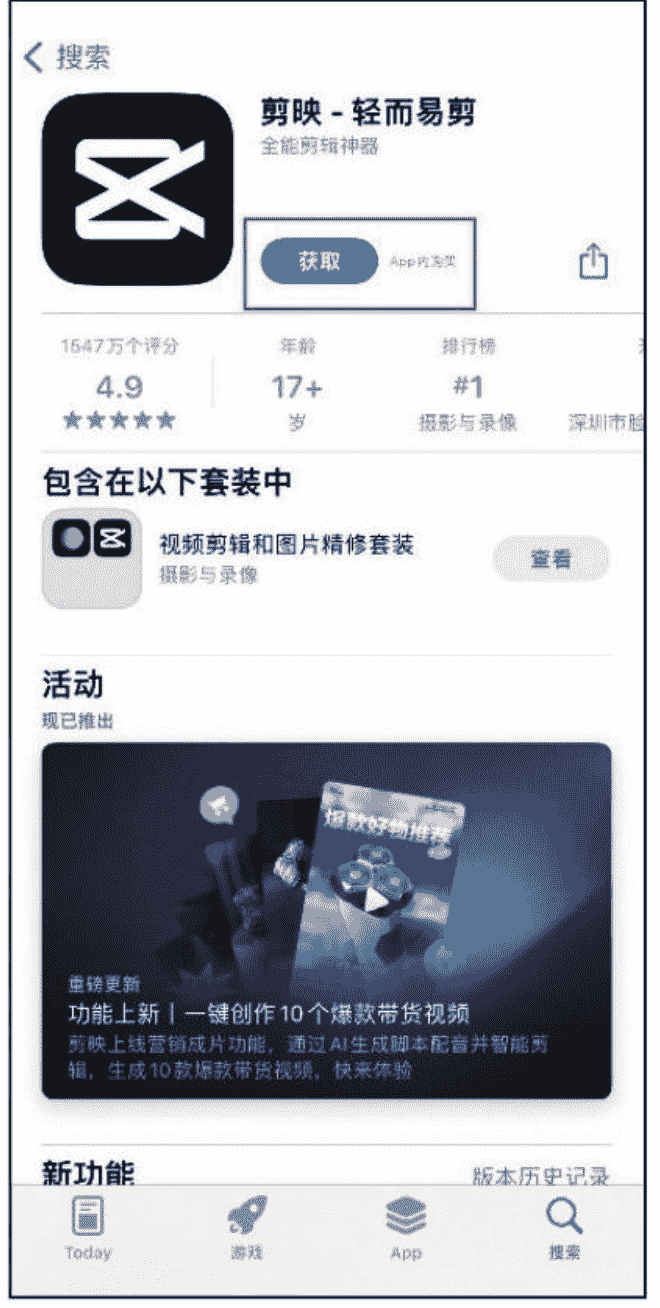 搜索
剪映 - 轻而易剪
全能剪辑神器
获取
App内购买
1547万个评分
年龄
排行榜
4.9
17+
#1
岁
摄影与录像
深圳市脸
包含在以下套装中
视频剪辑和图片精修套装
摄影与录像
查看
活动
现已推出
爆款好物推荐
重磅更新
功能上新丨一键创作10个爆款带货视频
剪映上线营销成片功能，通过AI生成脚本配音并智能剪
辑，生成10款爆款带货视频，快来体验
新功能
版本历史记录
Today
游戏
App
搜索